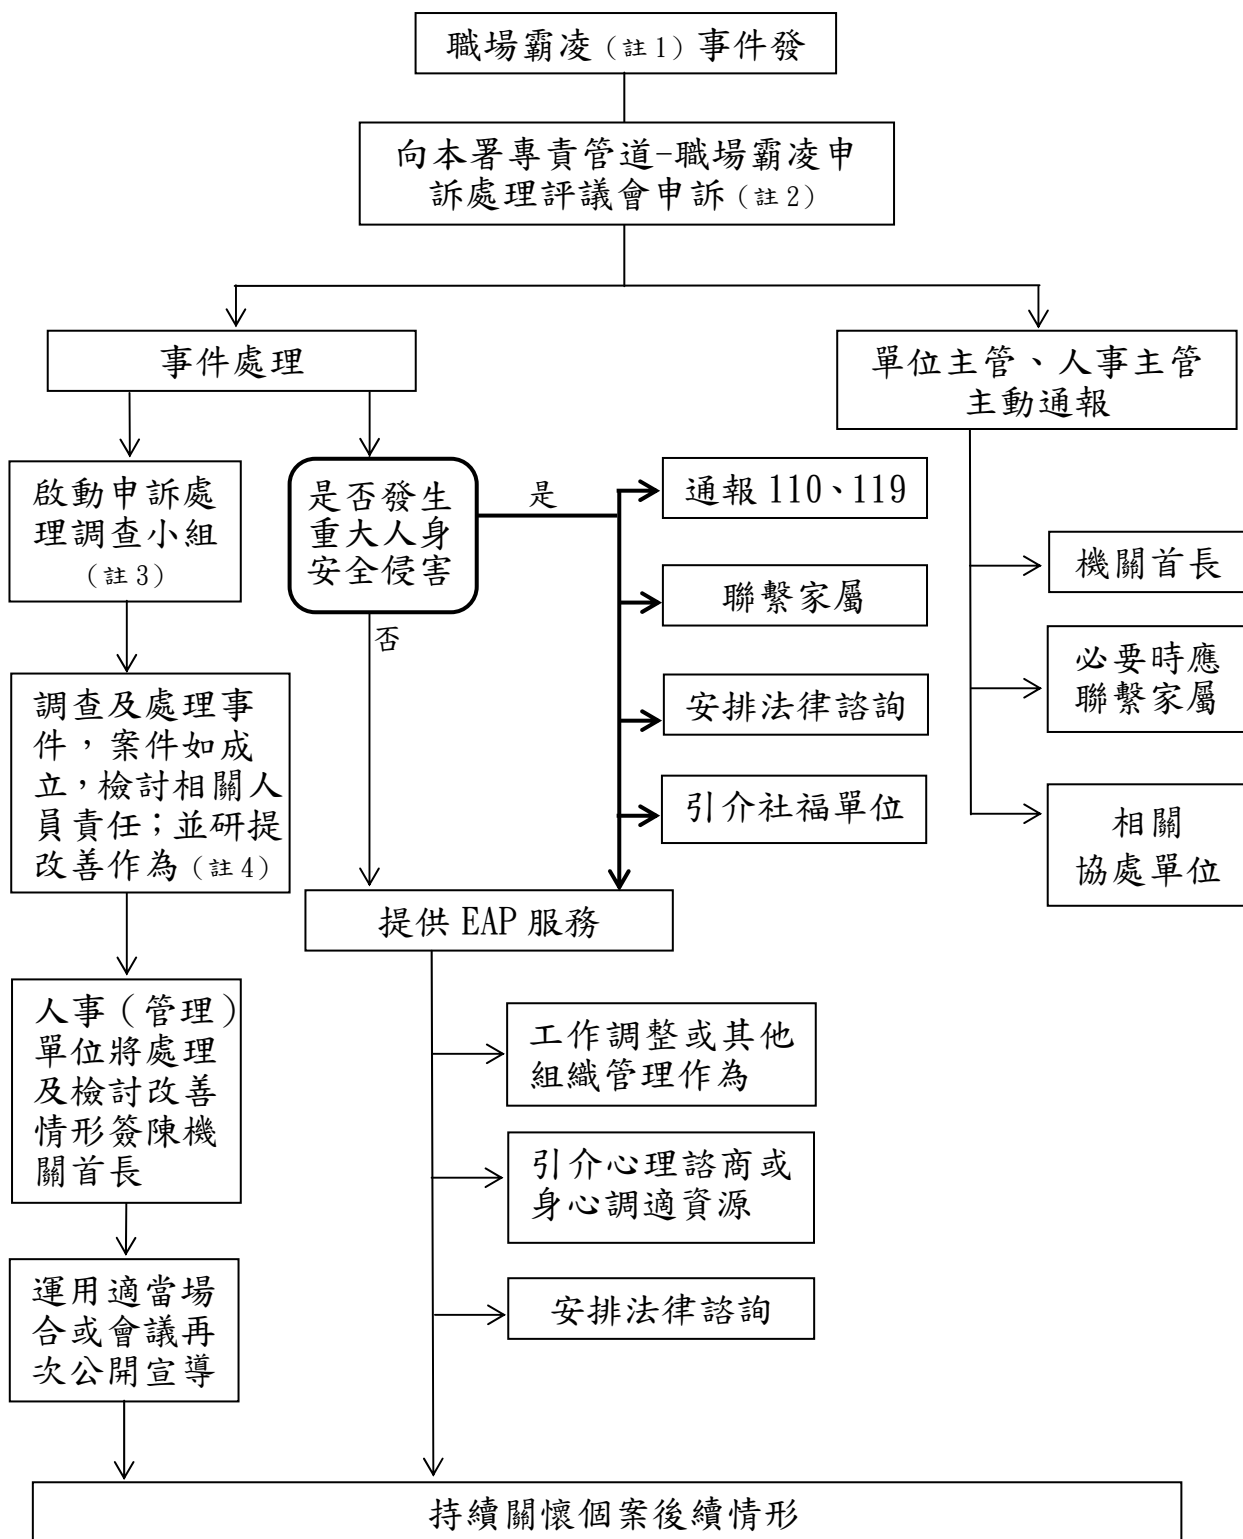 職場霸凌（註1）事件發
向本署專責管道-職場霸凌申
訴處理評議會申訴（註2）
事件處理
單位主管、人事主管
主動通報
啟動申訴處
理調查小組
（註3）
是否發生
重大人身
安全侵害
是
否
通報 110、119
聯繫家屬
安排法律諮詢
引介社福單位
機關首長
必要時應
聯繫家屬
相關
協处單位
調查及處理事
件，案件如成
立，檢討相關人
員責任；並研提
改善作為（註4）
提供 EAP 服務
人事（管理）
單位將處理
及檢討改善
情形簽陳機
關首長
工作調整或其他
組織管理作為
引介心理諮商或
身心調適資源
安排法律諮詢
運用適當場
合或會議再
次公開宣導
持續關懷個案後續情形